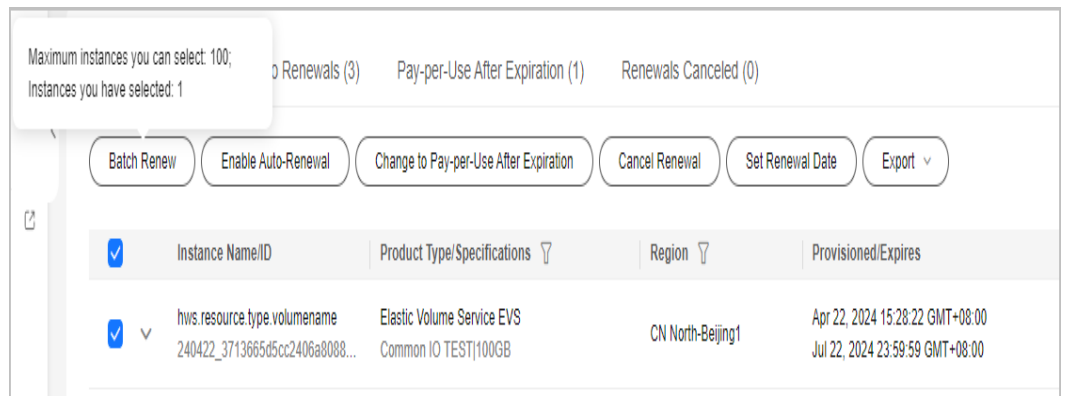 Maximum instances you can select: 100;
Instances you have selected: 1
Renewals (3)
Pay-per-Use After Expiration (1)
Renewals Canceled (0)
Batch Renew
Enable Auto-Renewal
Change to Pay-per-Use After Expiration
Cancel Renewal
Set Renewal Date
Export
Instance Name/ID
Product Type/Specifications
Region
Provisioned/Expires
hws.resource.type.volumename
240422_3713665d5cc2406a8088...
Elastic Volume Service EVS
Common IO TEST|100GB
CN North-Beijing1
Apr 22, 2024 15:28:22 GMT+08:00
Jul 22, 2024 23:59:59 GMT+08:00